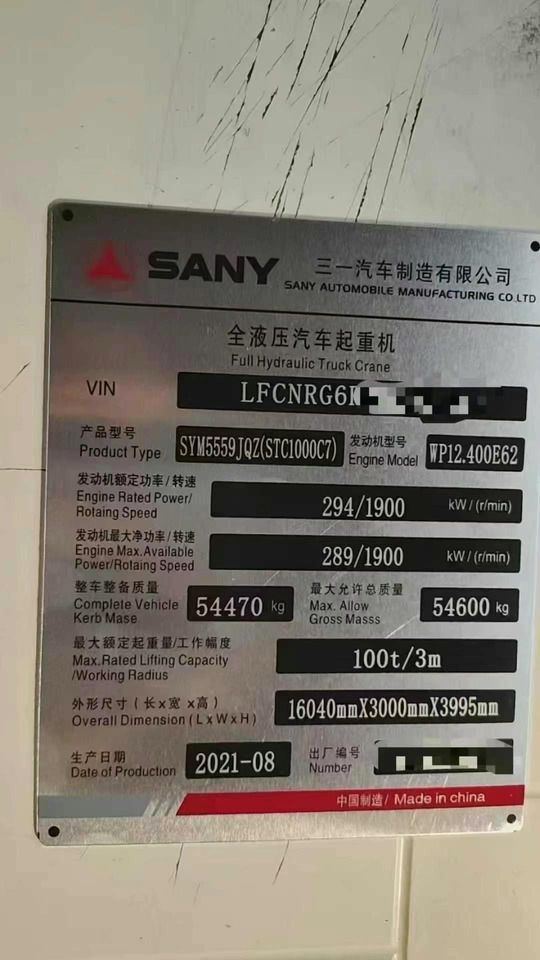 SANY 三一汽车制造有限公司
SANY AUTOMOBILE MANUFACTURING CO.LTD
全液压汽车起重机
Full Hydraulic Truck Crane
VIN LFCNRG6
产品型号 SYM5559JQZ(STC1000C7) 发动机型号 WP12.400E62
Product Type Engine Model
发动机额定功率/转速
Engine Rated Power/ 294/1900 kW/(r/min)
Rotaing Speed
发动机最大净功率/转速
Engine Max.Available 289/1900 kW/(r/min)
Power/Rotaing Speed
整车整备质量 最大允许总质量
Complete Vehicle 54470 kg Max. Allow 54600 kg
Kerb Mase Gross Masss
最大额定起重量/工作幅度
Max.Rated Lifting Capacity 100t/3m
/Working Radius
外形尺寸(长x宽x高) 16040mmX3000mmX3995mm
Overall Dimension(LxWxH)
生产日期 2021-08 出厂编号
Date of Production Number
中国制造/Made in china